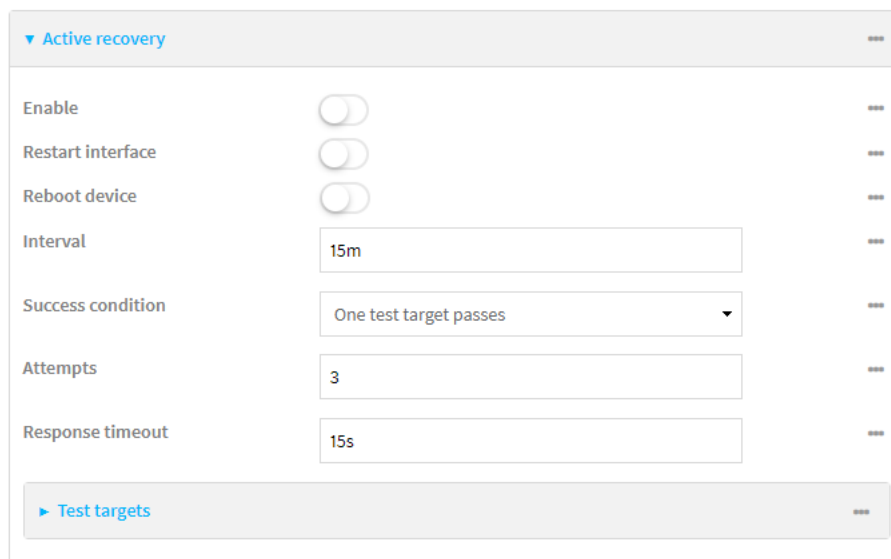 Active recovery
Enable
Restart interface
Reboot device
Interval 15m
Success condition One test target passes
Attempts 3
Response timeout 15s
Test targets